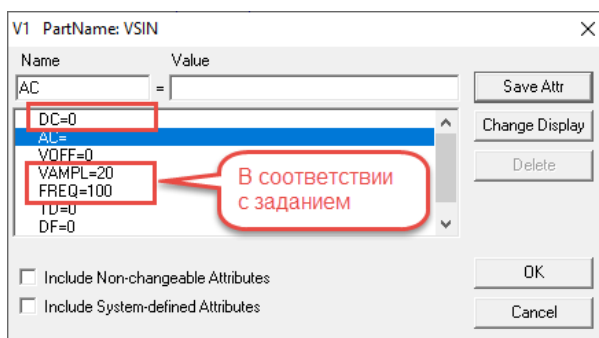 V1 PartName: VSIN
Name Value
AC = Save Attr
DC=0
AC=
VOFF=0
VAMPL=20
FREQ=100
TD=0
DF=0
Change Display
Delete
В соответствии
с заданием
Include Non-changeable Attributes
Include System-defined Attributes
OK
Cancel